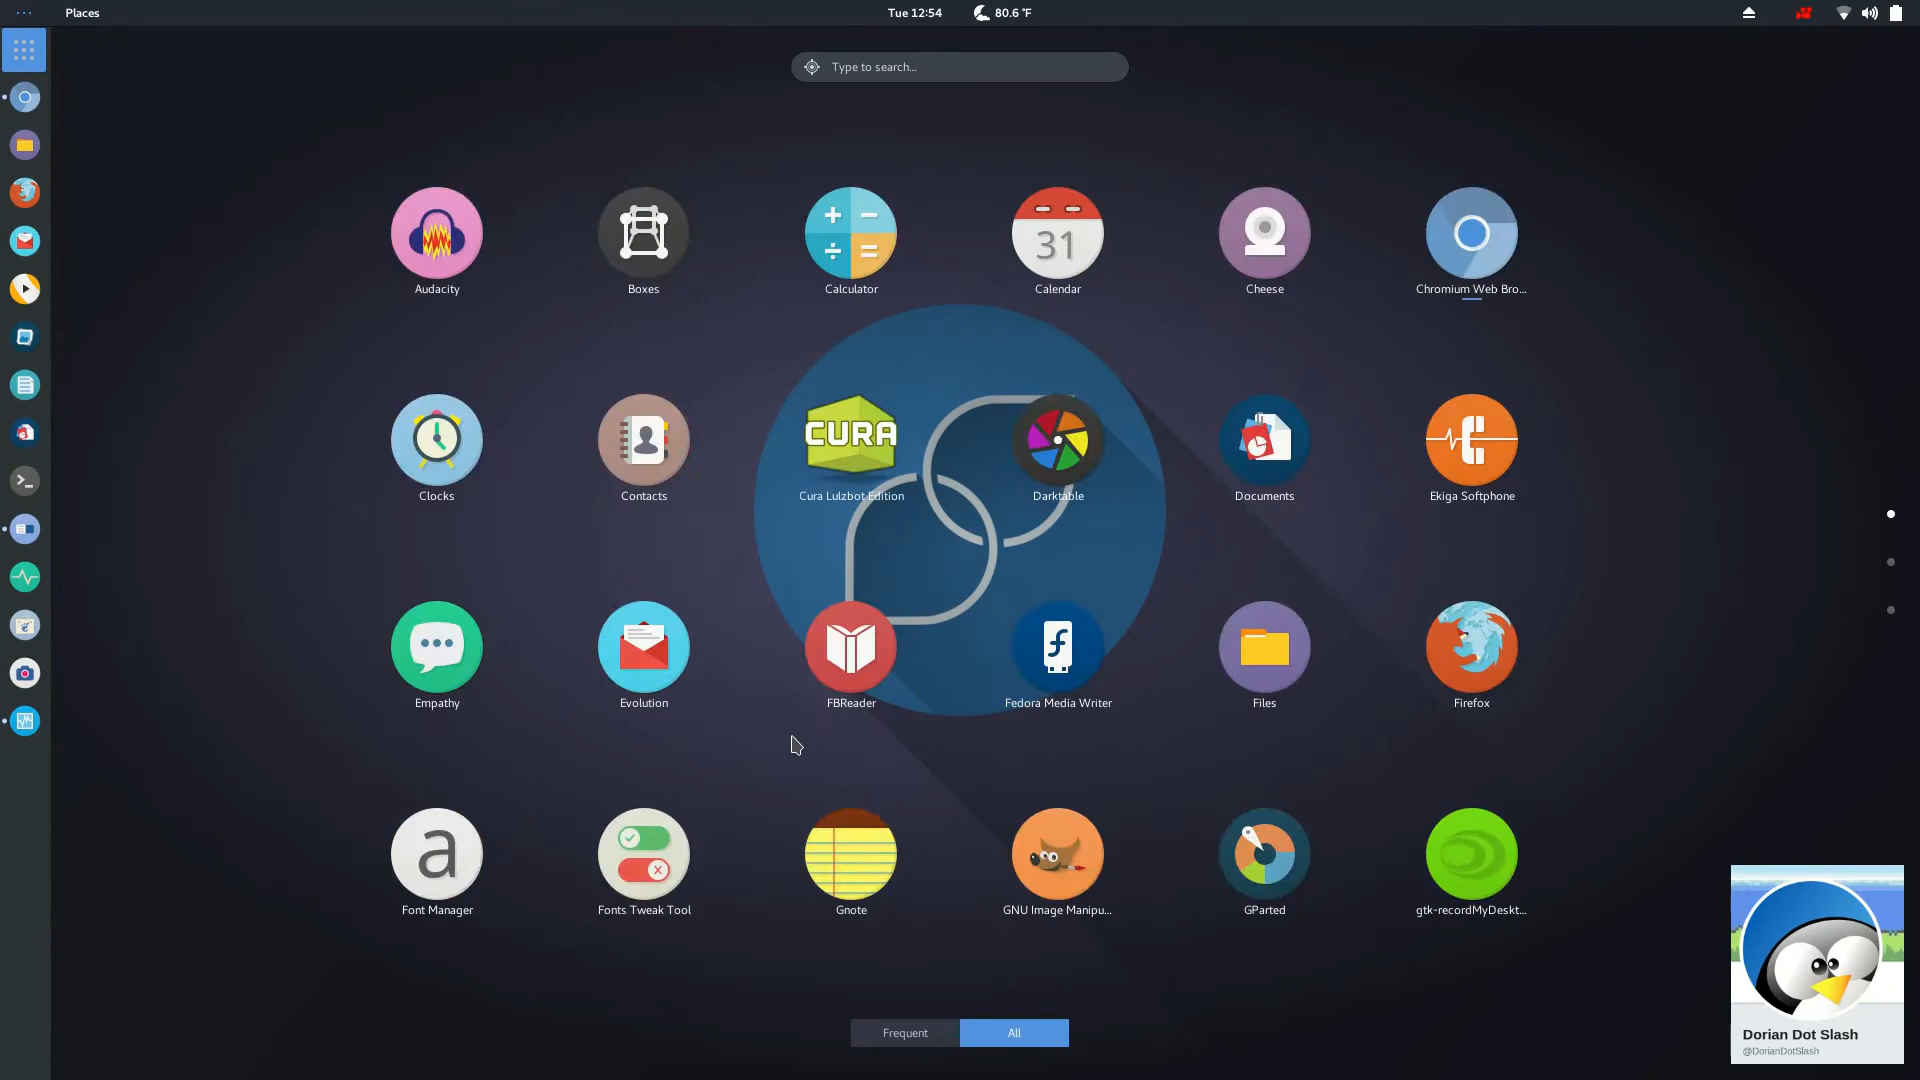 Places
Tue 12:54
80.6 °F
Type to search...
31
Audacity
Boxes
Calculator
Calendar
Cheese
Chromium Web Bro...
CURA
Clocks
Contacts
Cura Lulzbot Edition
Darktable
Documents
Ekiga Softphone
Empathy
Evolution
FBReader
Fedora Media Writer
Files
Firefox
a
Font Manager
Fonts Tweak Tool
Gnote
GNU Image Manipu...
GParted
gtk-recordMyDeskt...
Frequent
All
Dorian Dot Slash
@DorianDotSlash